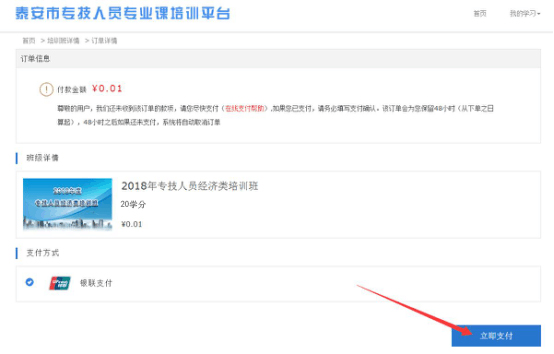 泰安市专技人员专业课培训平台
首页 我的学习
首页 > 培训班详情 > 订单详情
订单信息
付款金额 ¥0.01
尊敬的用户，我们还未收到该订单的款项，请您尽快支付（在线支付帮助）,如果您已支付，请务必填写支付确认，该订单会为您保留48小时（从下单之日
算起），48小时之后如果还未支付，系统将自动取消订单
班级详情
2018年度
专技人员经济类培训班
2018年专技人员经济类培训班
20学分
¥0.01
支付方式
银联支付
立即支付